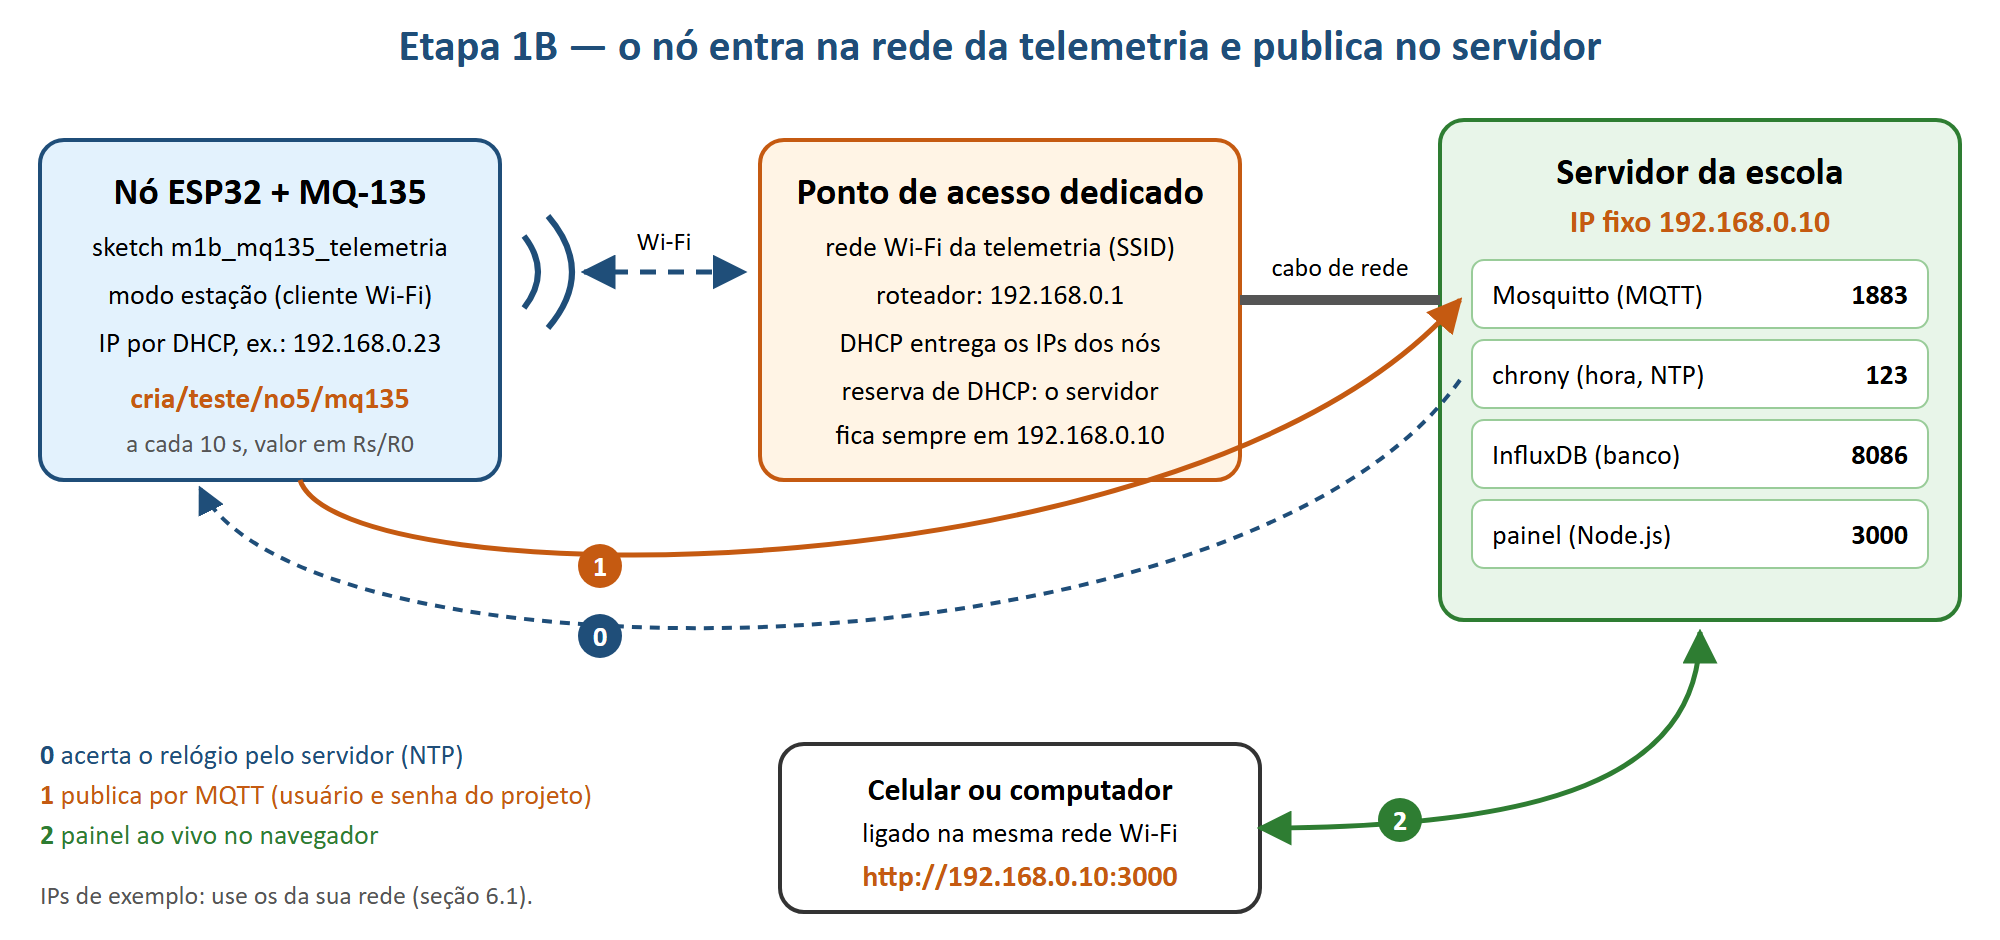 Etapa 1B — o nó entra na rede da telemetria e publica no servidor
Nó ESP32 + MQ-135
sketch m1b_mq135_telemetria
modo estação (cliente Wi-Fi)
IP por DHCP, ex.: 192.168.0.23
cria/teste/no5/mq135
a cada 10 s, valor em Rs/R0
Wi-Fi
Ponto de acesso dedicado
rede Wi-Fi da telemetria (SSID)
roteador: 192.168.0.1
DHCP entrega os IPs dos nós
reserva de DHCP: o servidor
fica sempre em 192.168.0.10
cabo de rede
Servidor da escola
IP fixo 192.168.0.10
Mosquitto (MQTT) 1883
chrony (hora, NTP) 123
InfluxDB (banco) 8086
painel (Node.js) 3000
1
0
0 acerta o relógio pelo servidor (NTP)
1 publica por MQTT (usuário e senha do projeto)
2 painel ao vivo no navegador
IPs de exemplo: use os da sua rede (seção 6.1).
Celular ou computador
ligado na mesma rede Wi-Fi
http://192.168.0.10:3000
2